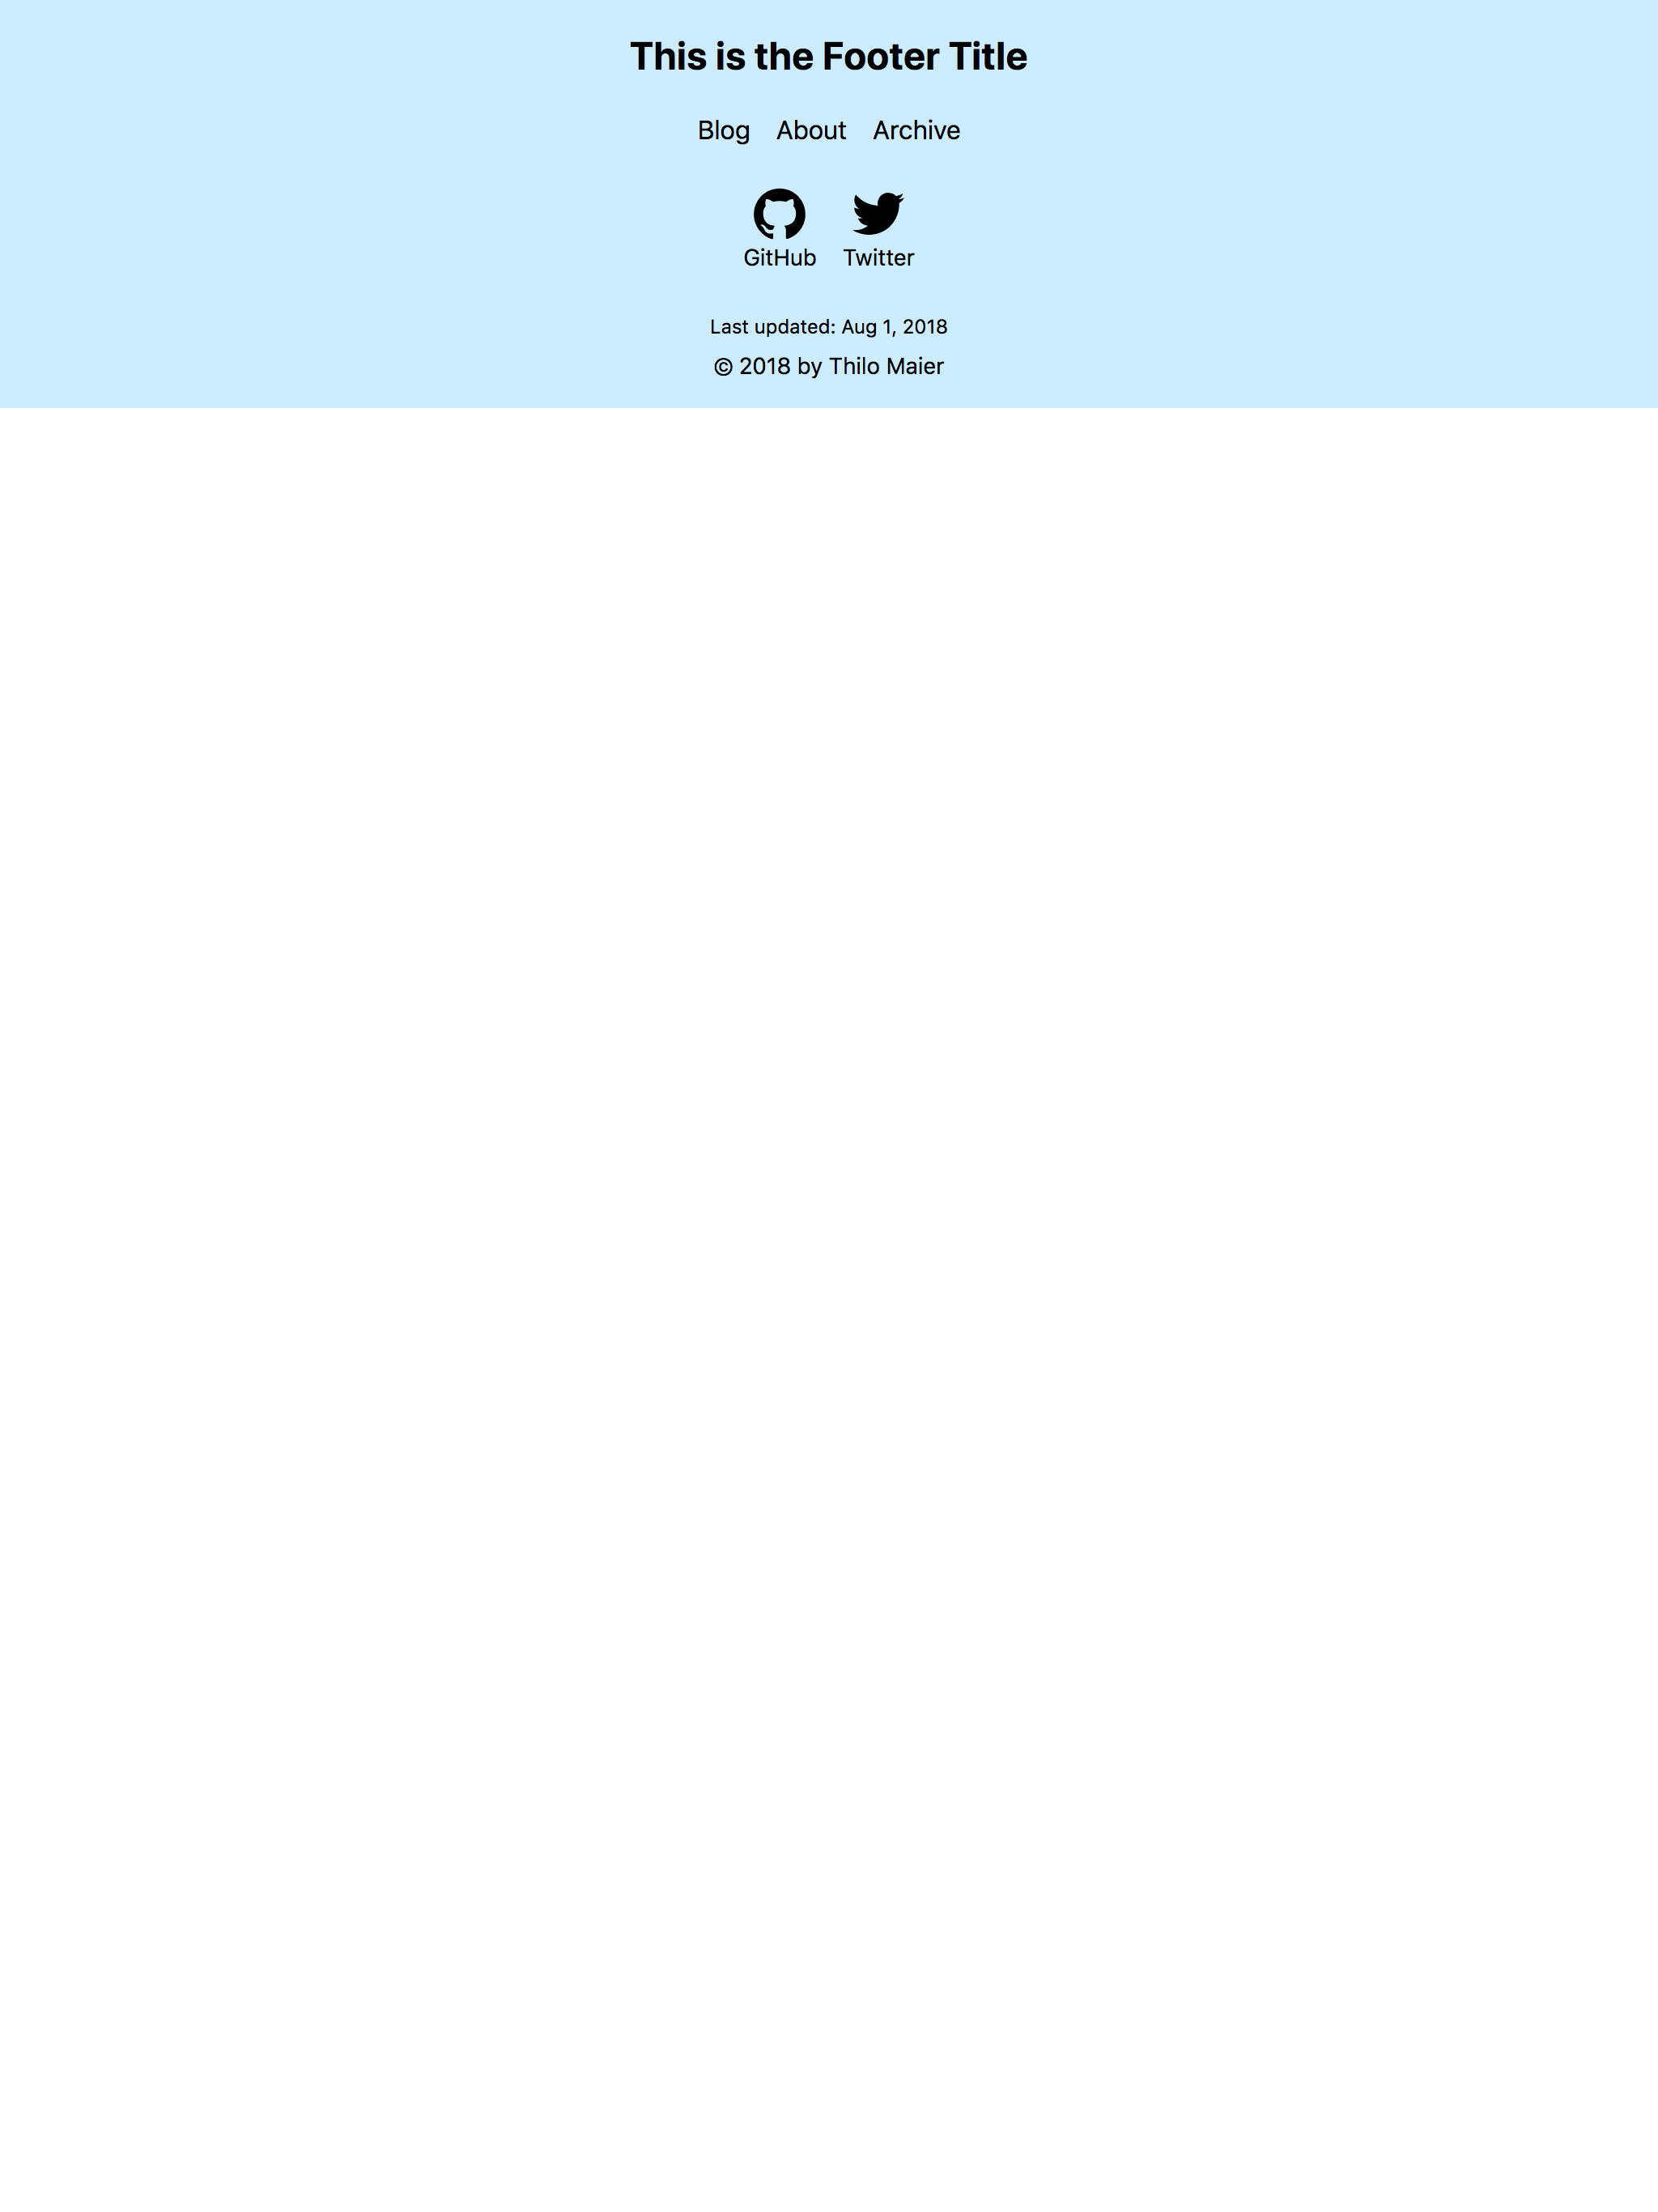 This is the Footer Title
Blog About Archive
GitHub Twitter
Last updated: Aug 1, 2018
© 2018 by Thilo Maier